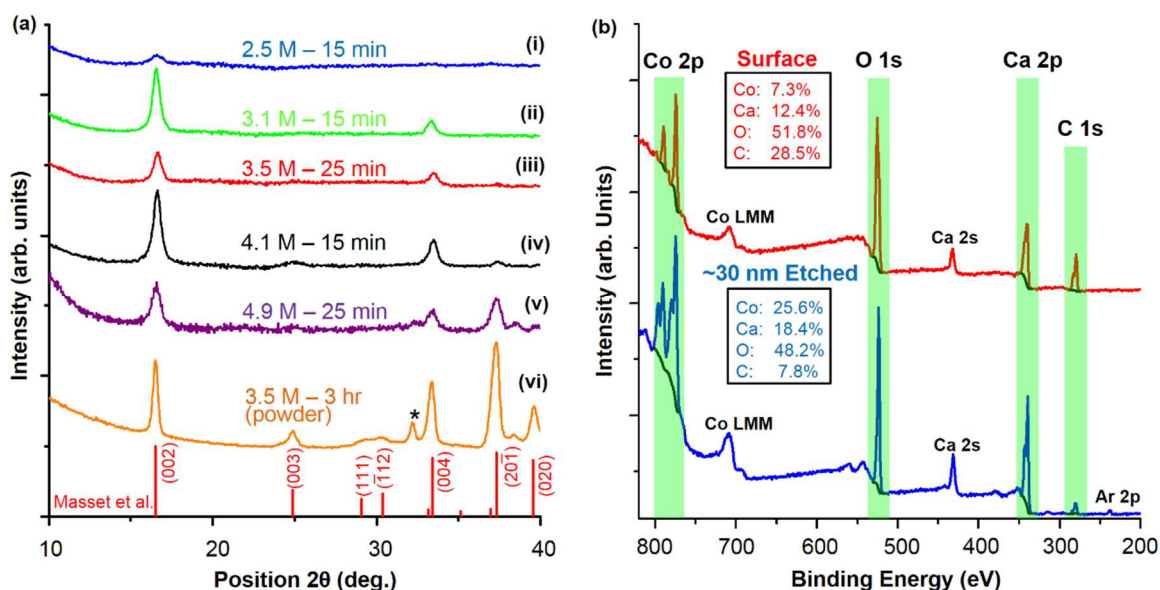 (a)
2.5 M – 15 min
(i)
3.1 M – 15 min
(ii)
3.5 M – 25 min
(iii)
4.1 M – 15 min
(iv)
4.9 M – 25 min
(v)
3.5 M – 3 hr
(powder)
(vi)
*
(002)
(003)
(111)
(1̄12)
(004)
(2̄01)
(020)
Masset et al.
10
20
30
40
Position 2θ (deg.)
Intensity (arb. units)
(b)
Co 2p
Surface
O 1s
Ca 2p
C 1s
Co: 7.3%
Ca: 12.4%
O: 51.8%
C: 28.5%
Co LMM
Ca 2s
~30 nm Etched
Co: 25.6%
Ca: 18.4%
O: 48.2%
C: 7.8%
Co LMM
Ca 2s
Ar 2p
800
700
600
500
400
300
200
Binding Energy (eV)
Intensity (arb. Units)